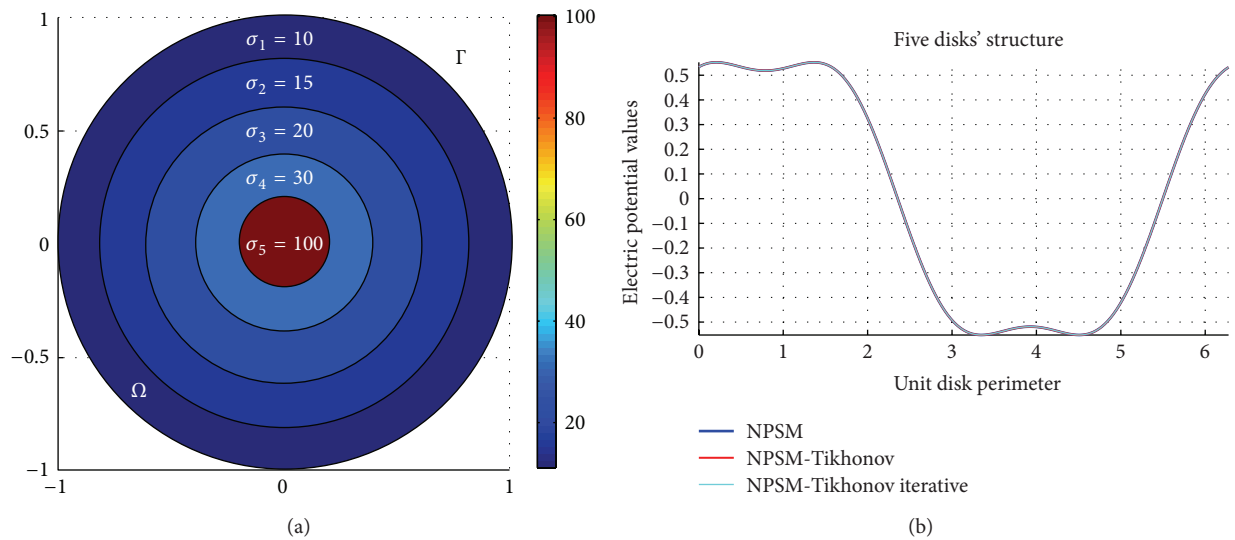 1
0.5
0
−0.5
−1
−1
0
1
σ1 = 10
σ2 = 15
σ3 = 20
σ4 = 30
σ5 = 100
Γ
Ω
100
80
60
40
20
(a)
Five disks’ structure
Electric potential values
0.5
0.4
0.3
0.2
0.1
0
−0.1
−0.2
−0.3
−0.4
−0.5
0
1
2
3
4
5
6
Unit disk perimeter
NPSM
NPSM-Tikhonov
NPSM-Tikhonov iterative
(b)